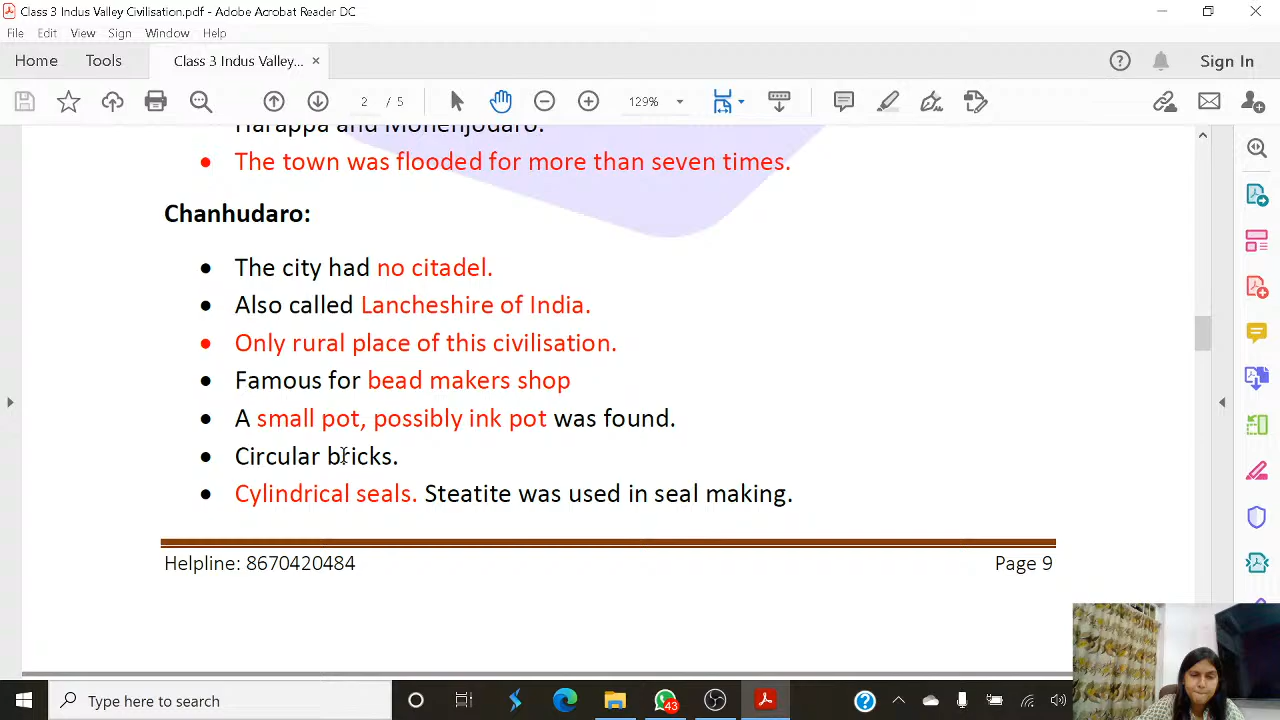 Class 3 Indus Valley Civilisation.pdf - Adobe Acrobat Reader DC
File Edit View Sign Window Help
Home Tools Class 3 Indus Valley... × Sign In
2 / 5 129%
Harappa and Mohenjodaro.
• The town was flooded for more than seven times.
Chanhudaro:
• The city had no citadel.
• Also called Lancheshire of India.
• Only rural place of this civilisation.
• Famous for bead makers shop
• A small pot, possibly ink pot was found.
• Circular bricks.
• Cylindrical seals. Steatite was used in seal making.
Helpline: 8670420484 Page 9
Type here to search 43